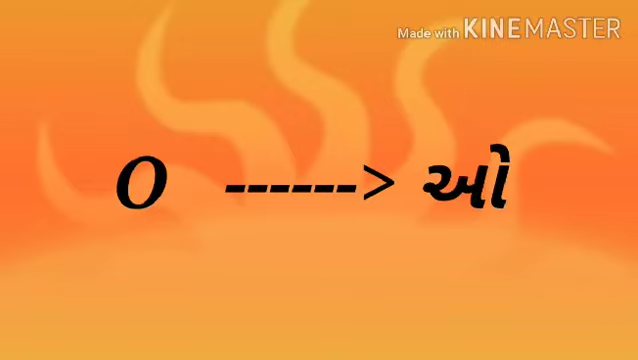 Made with KINEMASTER
O ------> ઓ